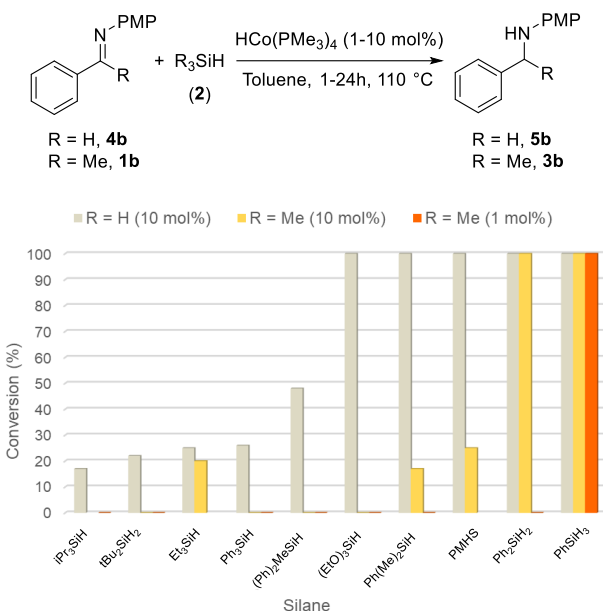 N PMP
R
+ R3SiH
(2)
HCo(PMe3)4 (1-10 mol%)
Toluene, 1-24h, 110 °C
HN PMP
R
R = H, 4b
R = Me, 1b
R = H, 5b
R = Me, 3b
R = H (10 mol%) R = Me (10 mol%) R = Me (1 mol%)
Conversion (%)
100
90
80
70
60
50
40
30
20
10
0
iPr3SiH
tBu2SiH2
Et3SiH
Ph3SiH
(Ph)2MeSiH
(EtO)3SiH
Ph(Me)2SiH
PMHS
Ph2SiH2
PhSiH3
Silane